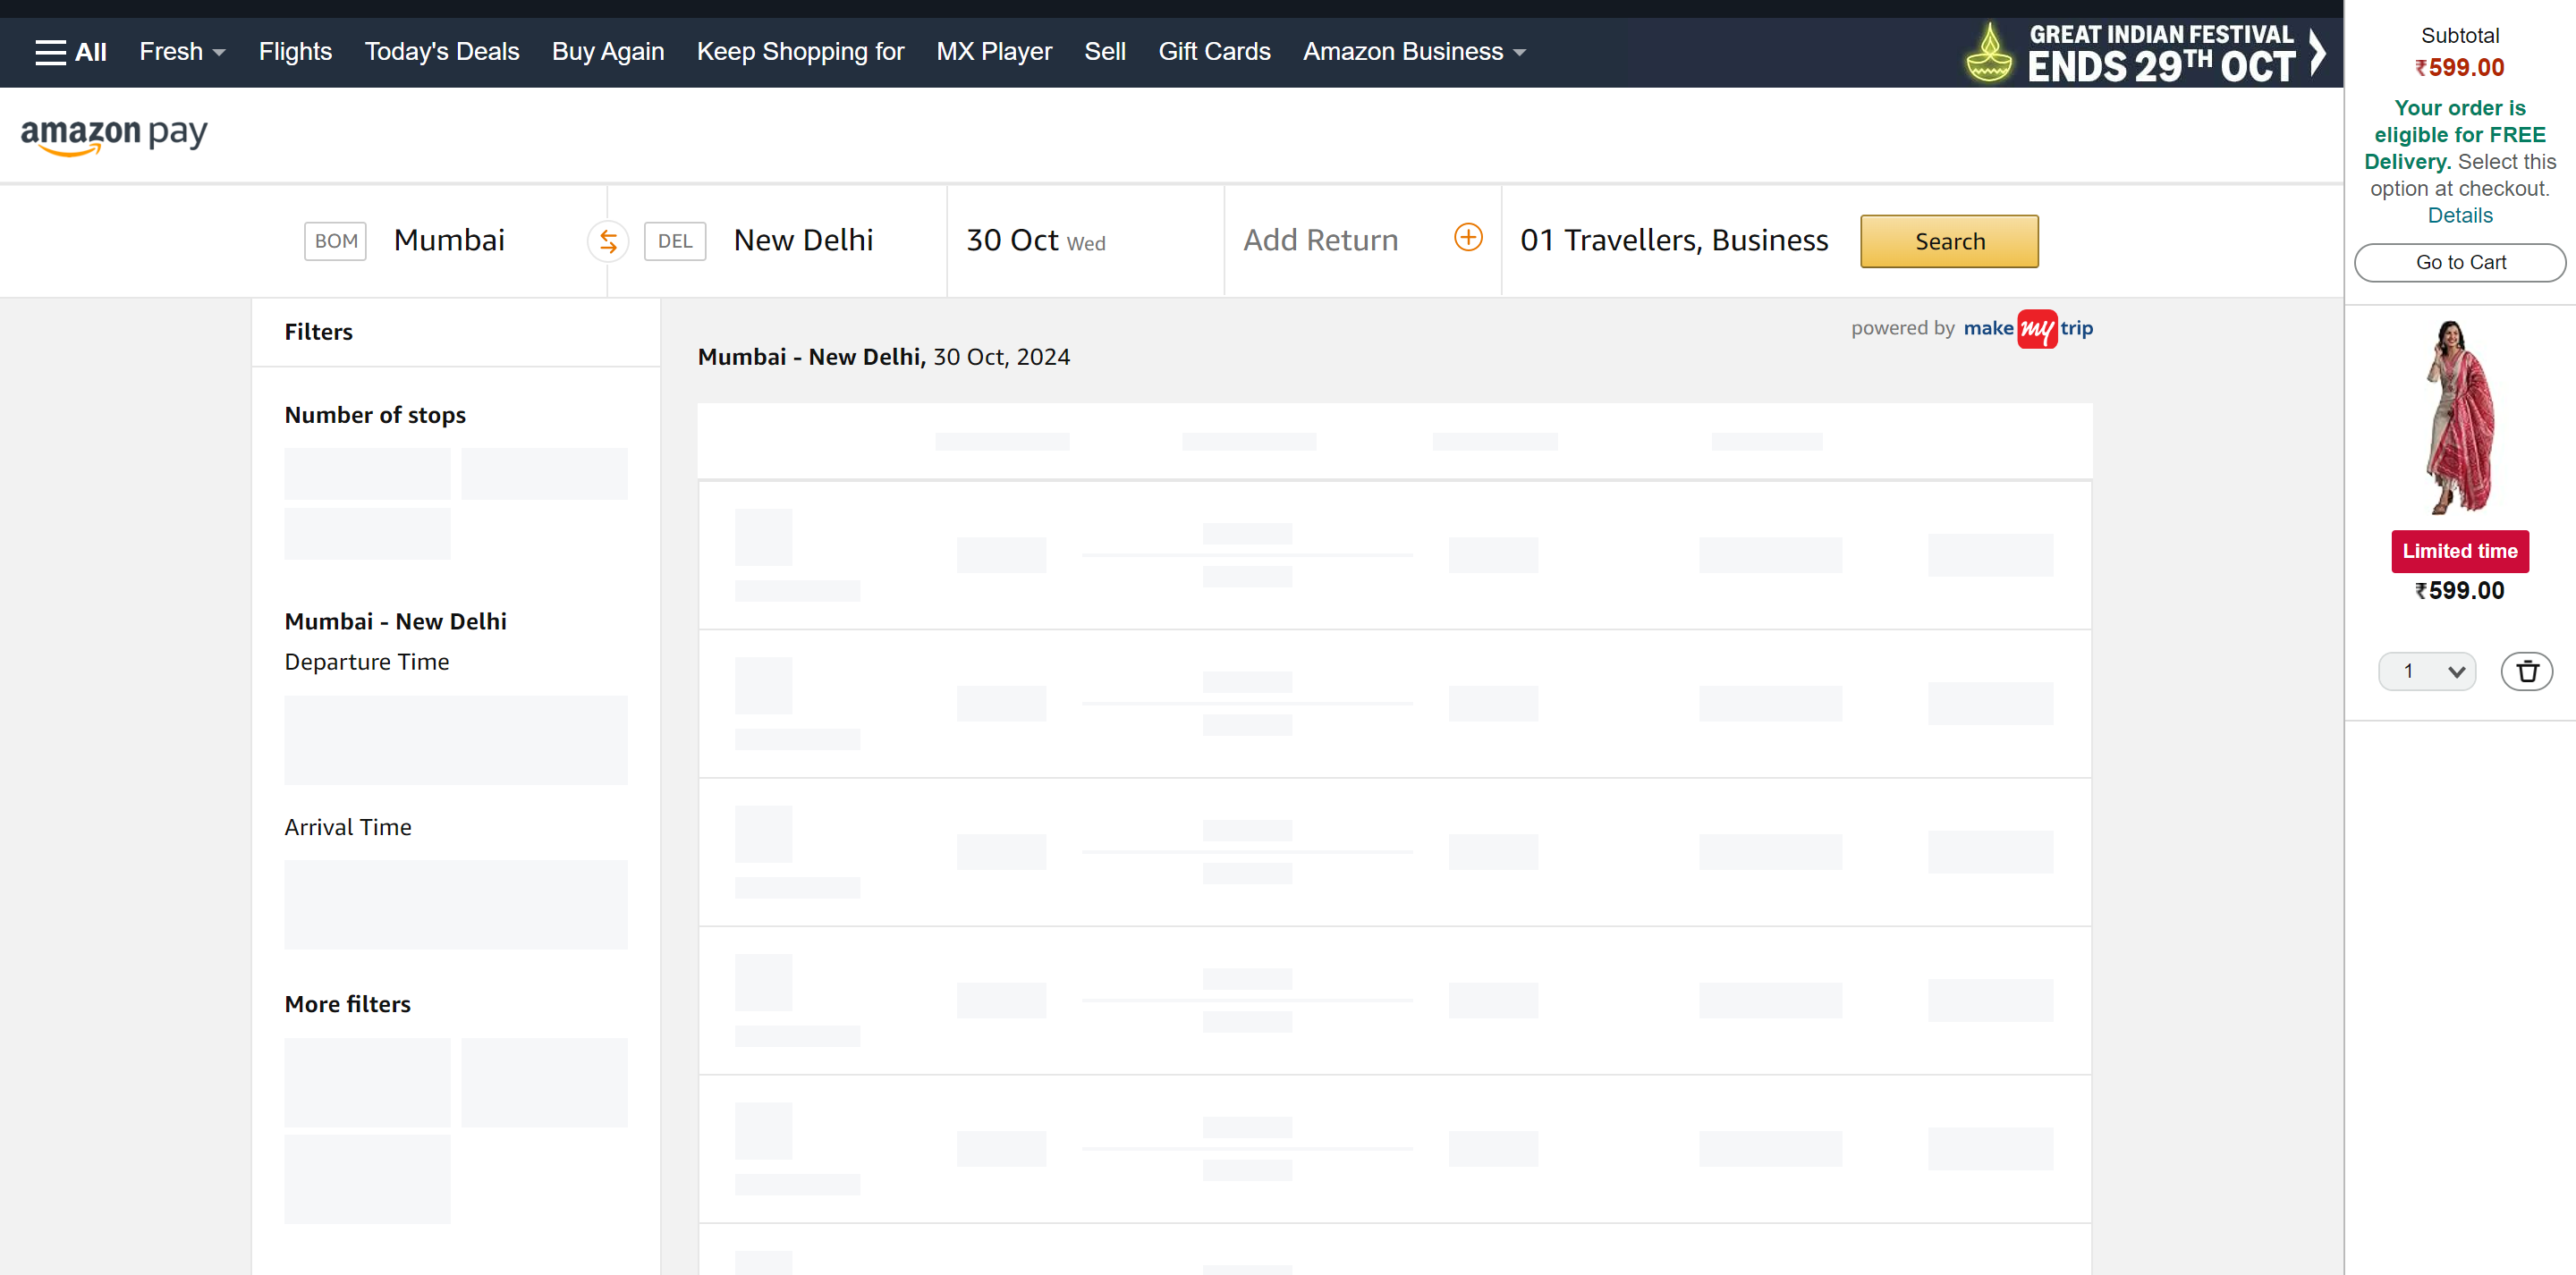 All Fresh Flights Today's Deals Buy Again Keep Shopping for MX Player Sell Gift Cards Amazon Business
GREAT INDIAN FESTIVAL
ENDS 29TH OCT
amazon pay
BOM Mumbai DEL New Delhi 30 Oct Wed Add Return 01 Travellers, Business Search
Filters
Number of stops
Mumbai - New Delhi
Departure Time
Arrival Time
More filters
powered by make my trip
Mumbai - New Delhi, 30 Oct, 2024
Subtotal
₹599.00
Your order is
eligible for FREE
Delivery. Select this
option at checkout.
Details
Go to Cart
Limited time
₹599.00
1